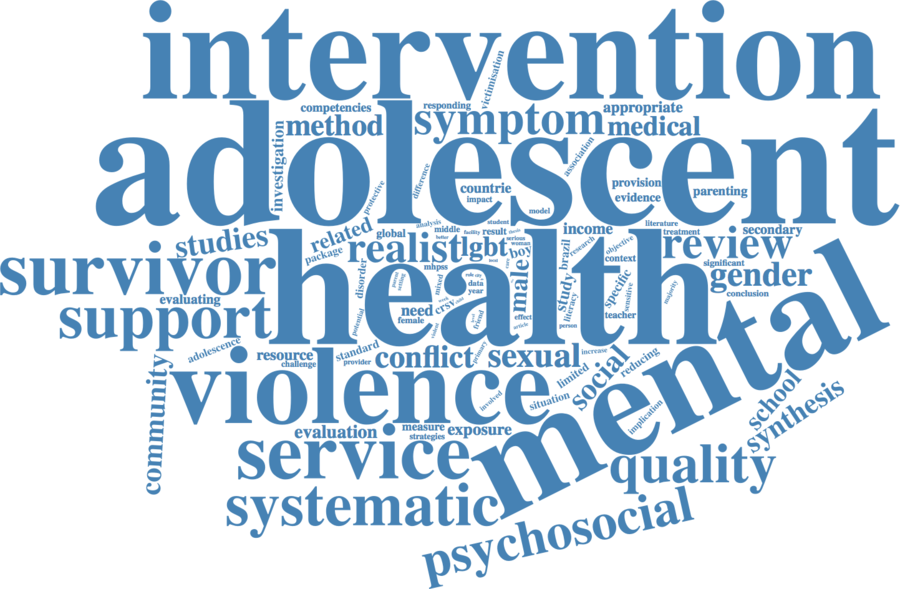 intervention
victimisation
competencies
responding
appropriate
adolescent
method
symptom
medical
investigation
association
protective
difference
countrie
impact
provision
evidence
parenting
model
analysis
student
literature
treatment
secondary
studies
related
package
global
middle
facility
result
income
better
realist
lgbt
woman
boy
brazil
research
objective
context
review
significant
gender
conclusion
survivor
health
mhpss
disorder
mixed
data
year
male
study
literacy
specific
sensitive
majority
mental
evaluating
support
potential
need
female
crsv
friend
effect
article
person
teacher
adolescence
resource
challenge
standard
provider
conflict
primary
sexual
increase
reducing
community
violence
involved
situation
limited
social
implication
school
synthesis
evaluation
measure
strategies
exposure
service
quality
systematic
psychosocial